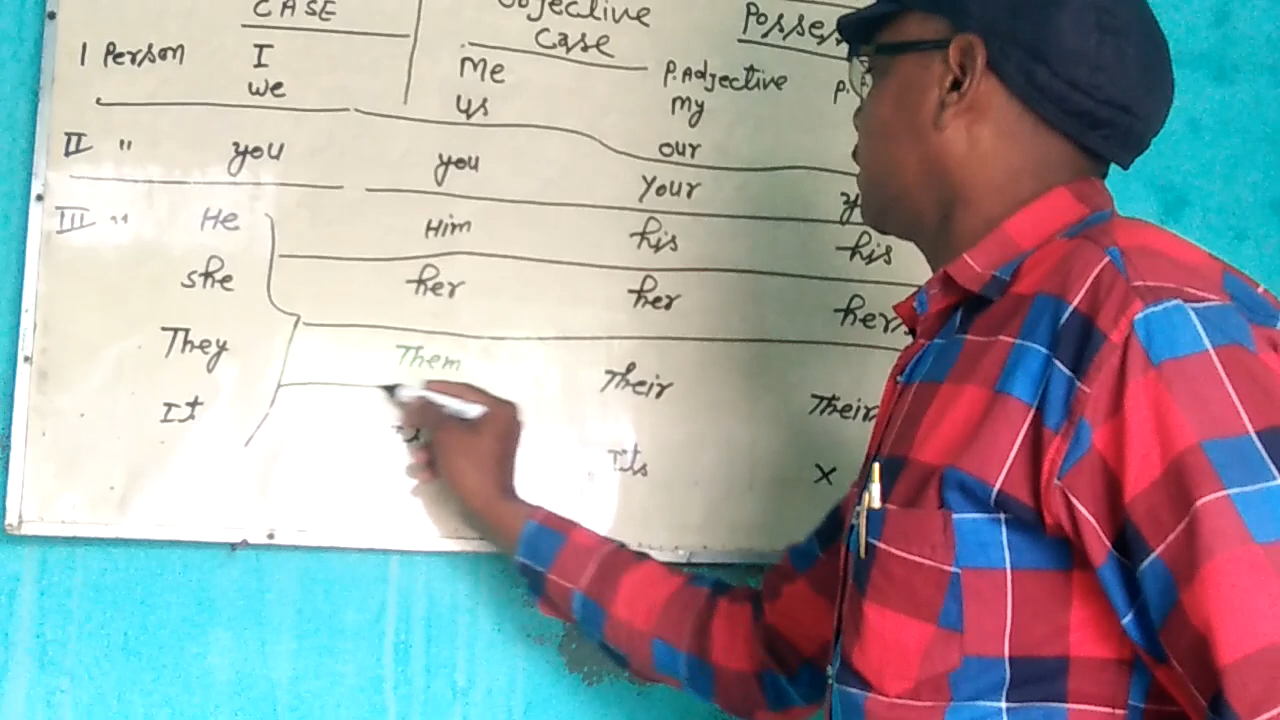 CASE Objective Possess
Case
I Person I Me P.Adjective P.
we us My
our
II " you you your y
III " He Him his his
she her her hers
They Them Their Their
It Its x